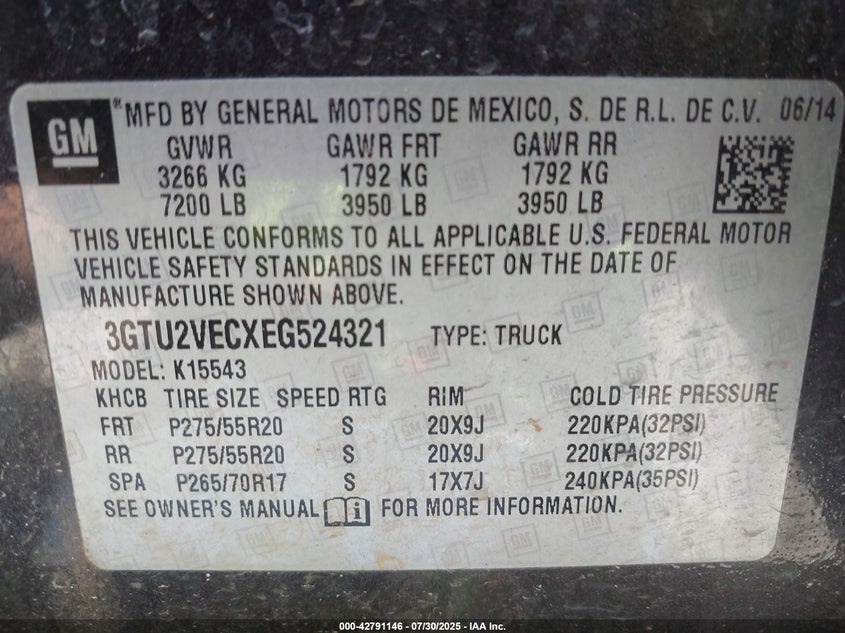 GM ® MFD BY GENERAL MOTORS DE MEXICO, S. DE R.L. DE C.V. 06/14
GVWR GAWR FRT GAWR RR
3266 KG 1792 KG 1792 KG
7200 LB 3950 LB 3950 LB
THIS VEHICLE CONFORMS TO ALL APPLICABLE U.S. FEDERAL MOTOR
VEHICLE SAFETY STANDARDS IN EFFECT ON THE DATE OF
MANUFACTURE SHOWN ABOVE.
3GTU2VECXEG524321 TYPE: TRUCK
MODEL: K15543
KHCB TIRE SIZE SPEED RTG RIM COLD TIRE PRESSURE
FRT P275/55R20 S 20X9J 220KPA(32PSI)
RR P275/55R20 S 20X9J 220KPA(32PSI)
SPA P265/70R17 S 17X7J 240KPA(35PSI)
SEE OWNER'S MANUAL i FOR MORE INFORMATION.
000-42791146 - 07/30/2025 - IAA Inc.